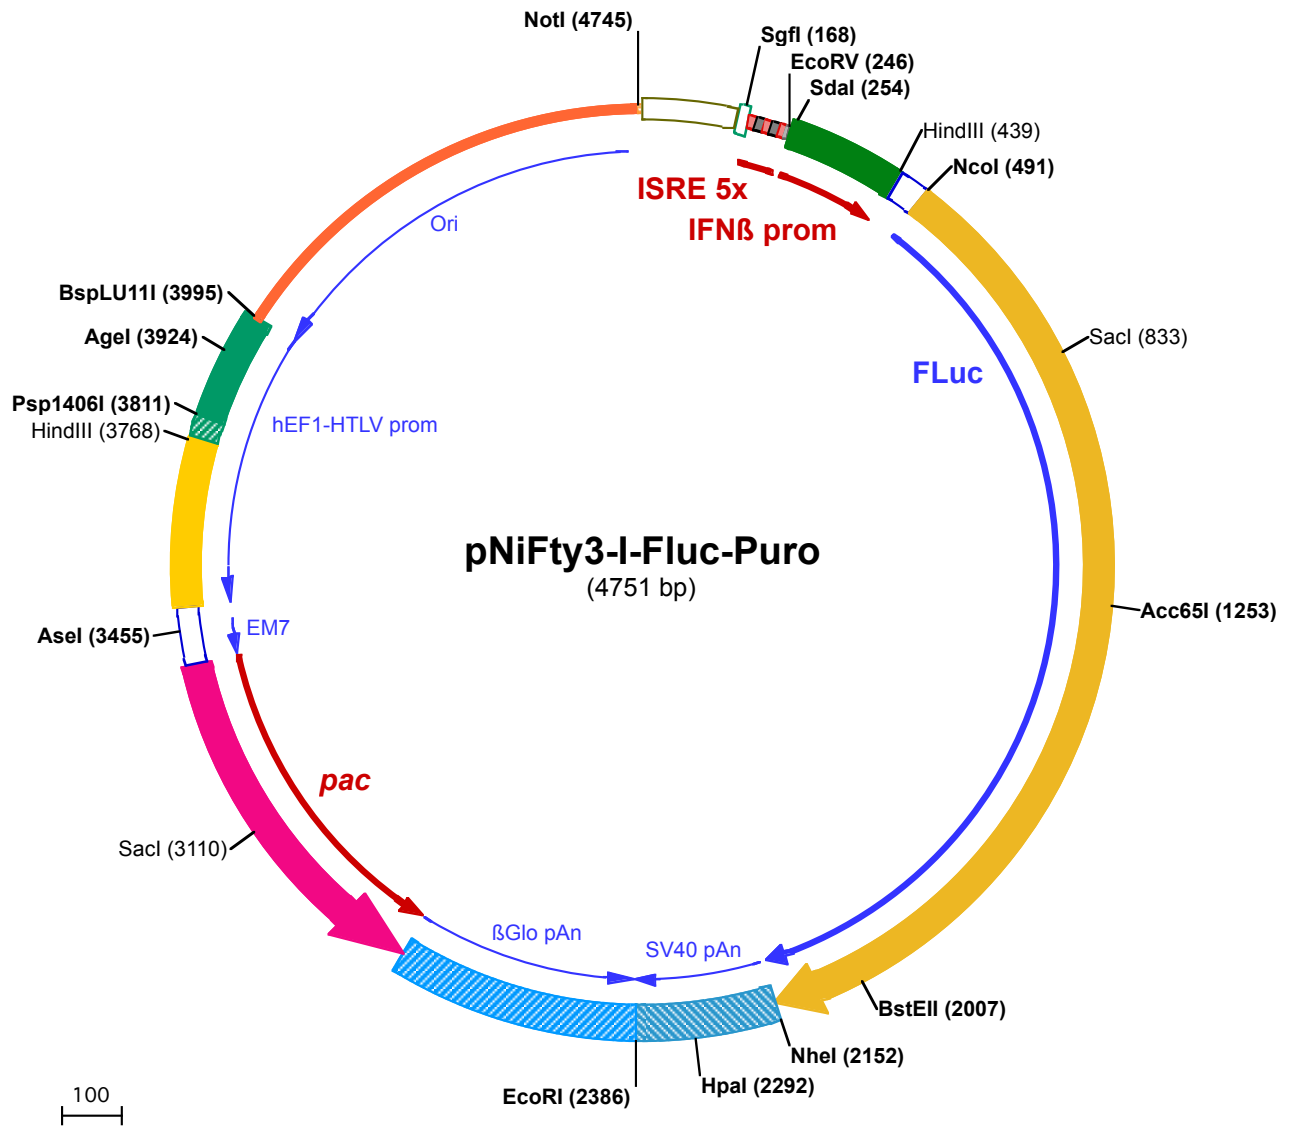 NotI (4745)
SgfI (168)
EcoRV (246)
SdaI (254)
HindIII (439)
NcoI (491)
ISRE 5x
IFNß prom
Ori
BspLU11I (3995)
AgeI (3924)
SacI (833)
FLuc
Psp1406I (3811)
HindIII (3768)
hEF1-HTLV prom
pNiFty3-I-Fluc-Puro
(4751 bp)
Acc65I (1253)
AseI (3455)
EM7
pac
SacI (3110)
ßGlo pAn
SV40 pAn
BstEII (2007)
NheI (2152)
HpaI (2292)
EcoRI (2386)
100